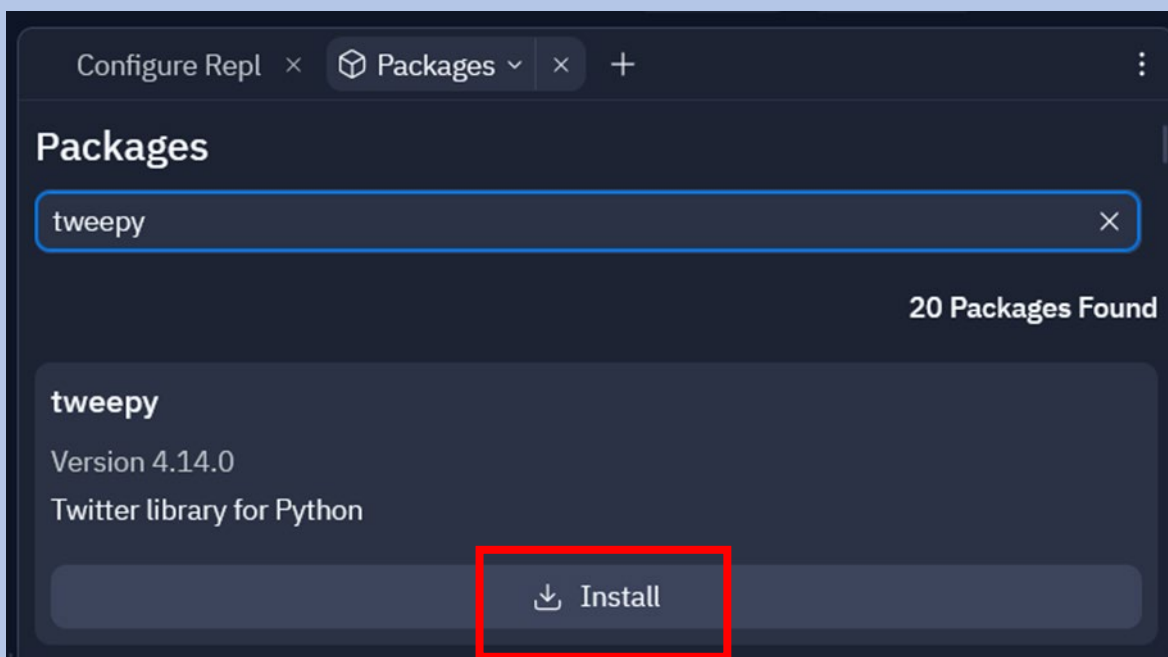 Configure Repl × Packages ×
Packages
tweepy
20 Packages Found
tweepy
Version 4.14.0
Twitter library for Python
Install